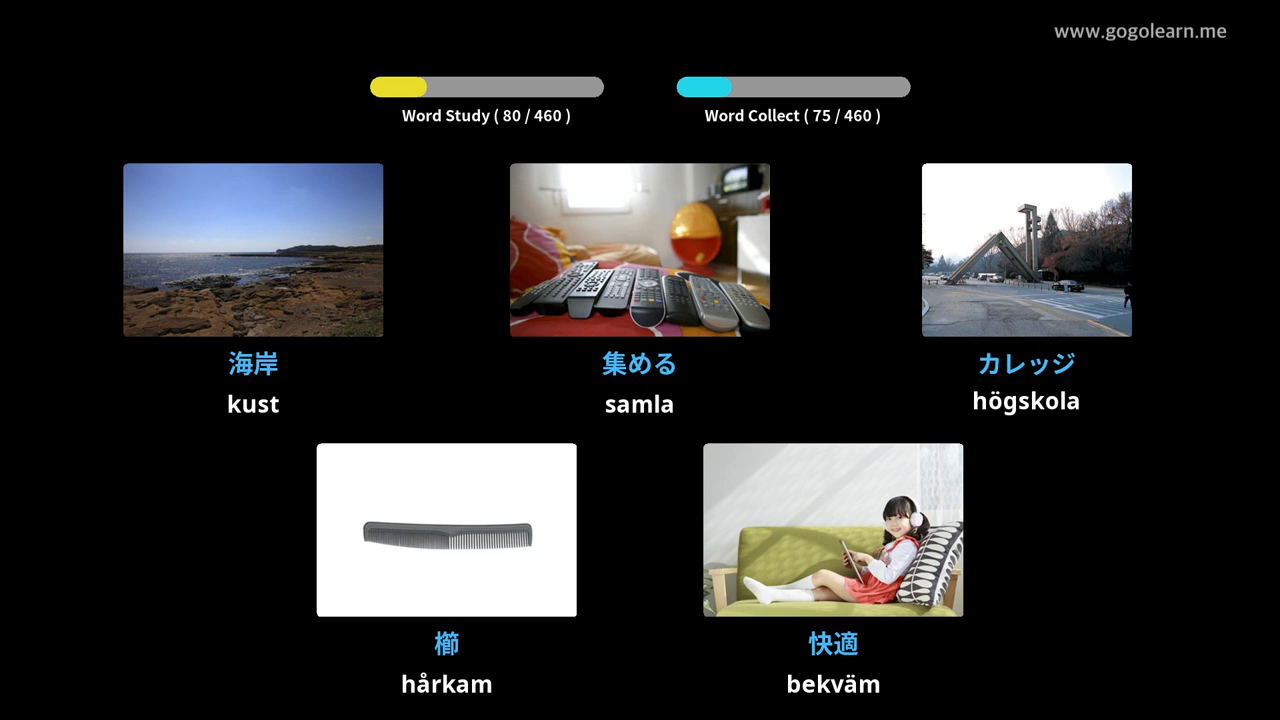 www.gogolearn.me
Word Study ( 80 / 460 )
Word Collect ( 75 / 460 )
海岸
kust
集める
samla
カレッジ
högskola
櫛
hårkam
快適
bekväm